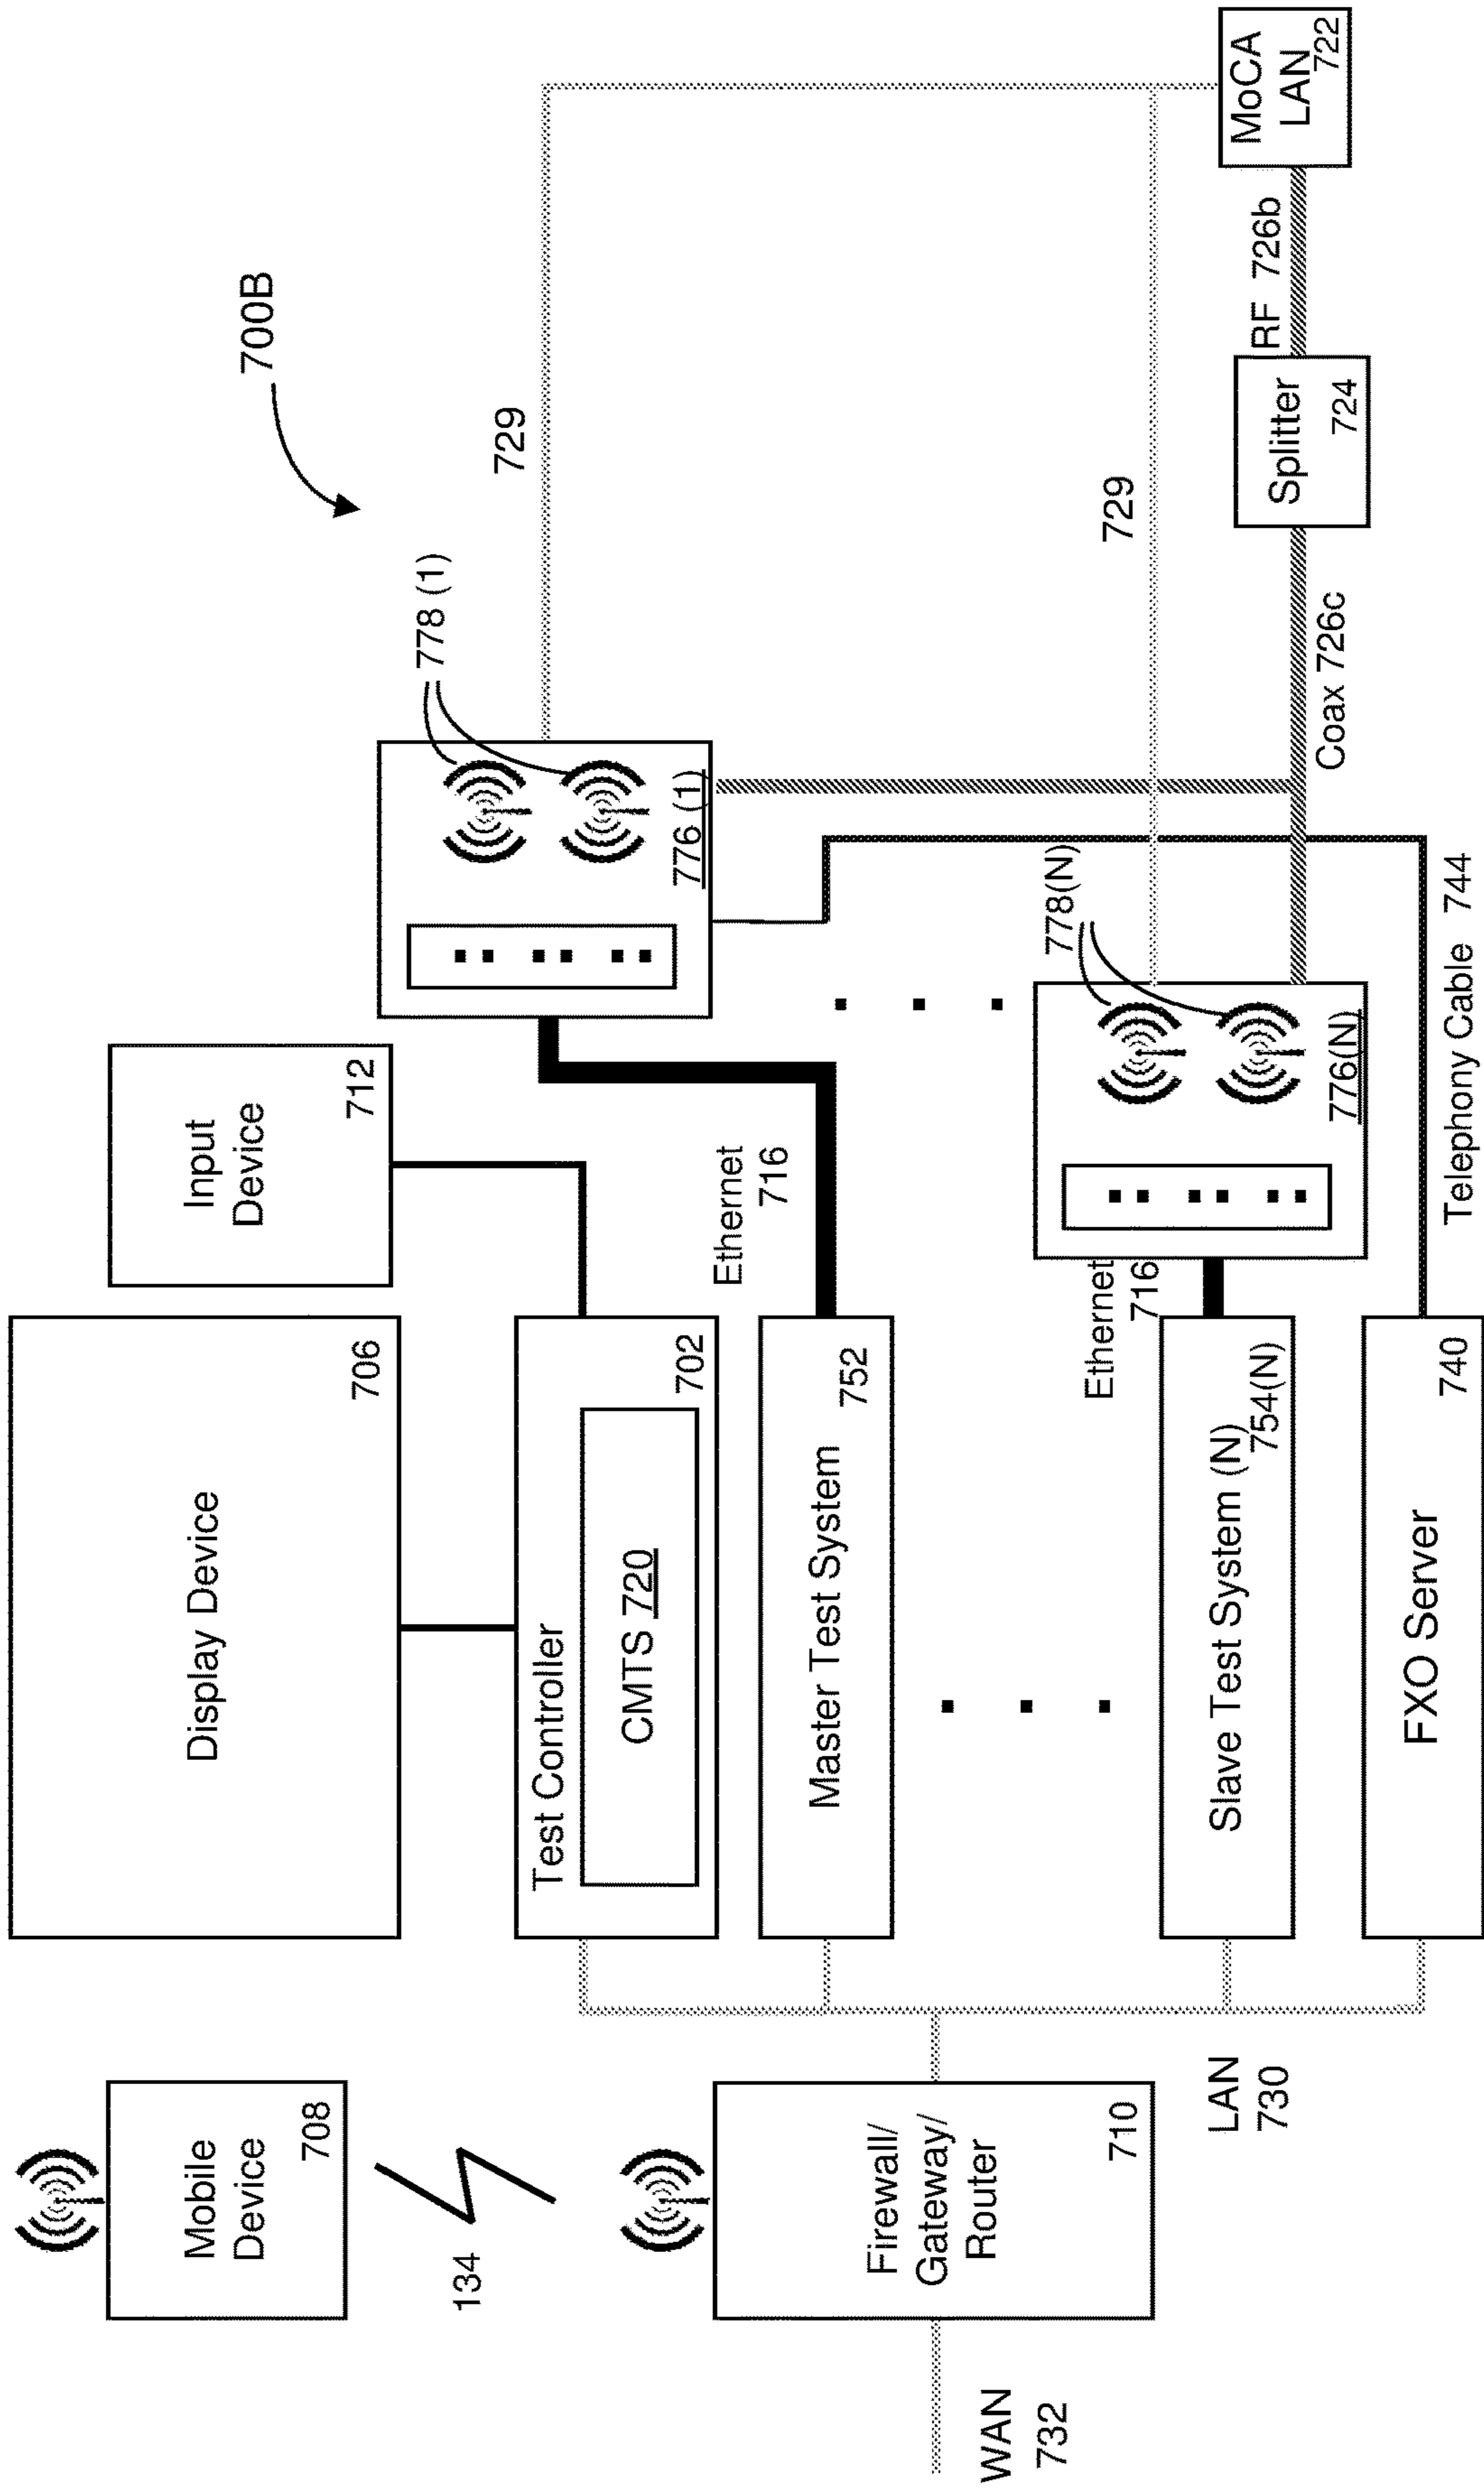 700B
Mobile
Device
708
134
Firewall/
Gateway/
Router
710
WAN
732
LAN
730
Display Device
706
Input
Device
712
Test Controller
702
CMTS 720
Master Test System
752
Ethernet
716
Slave Test System (N)
754(N)
Ethernet
716
FXO Server
740
Telephony Cable 744
776 (1)
778 (1)
776(N)
778(N)
729
729
Coax 726c
Splitter
724
RF 726b
MoCA
LAN
722